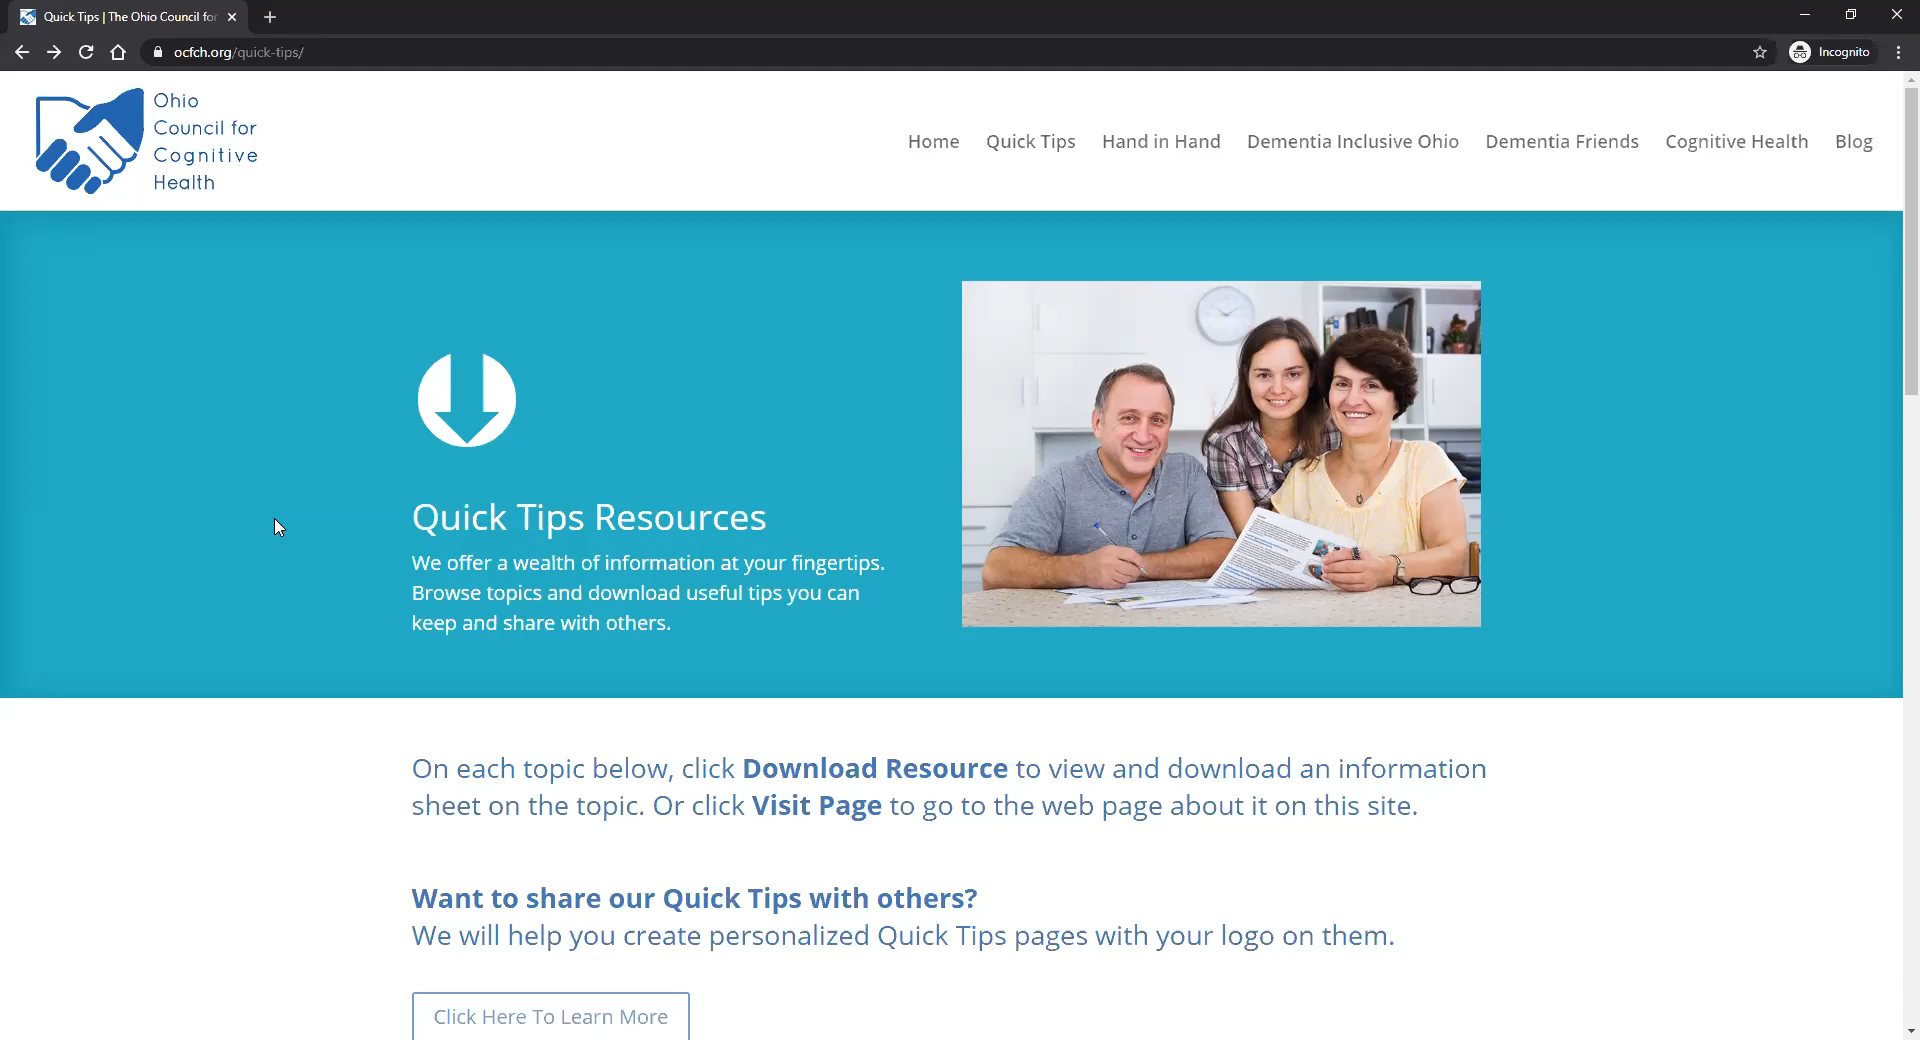 Quick Tips | The Ohio Council for
ocfch.org/quick-tips/
Incognito
Ohio
Council for
Cognitive
Health
Home Quick Tips Hand in Hand Dementia Inclusive Ohio Dementia Friends Cognitive Health Blog
Quick Tips Resources
We offer a wealth of information at your fingertips.
Browse topics and download useful tips you can
keep and share with others.
On each topic below, click Download Resource to view and download an information
sheet on the topic. Or click Visit Page to go to the web page about it on this site.
Want to share our Quick Tips with others?
We will help you create personalized Quick Tips pages with your logo on them.
Click Here To Learn More